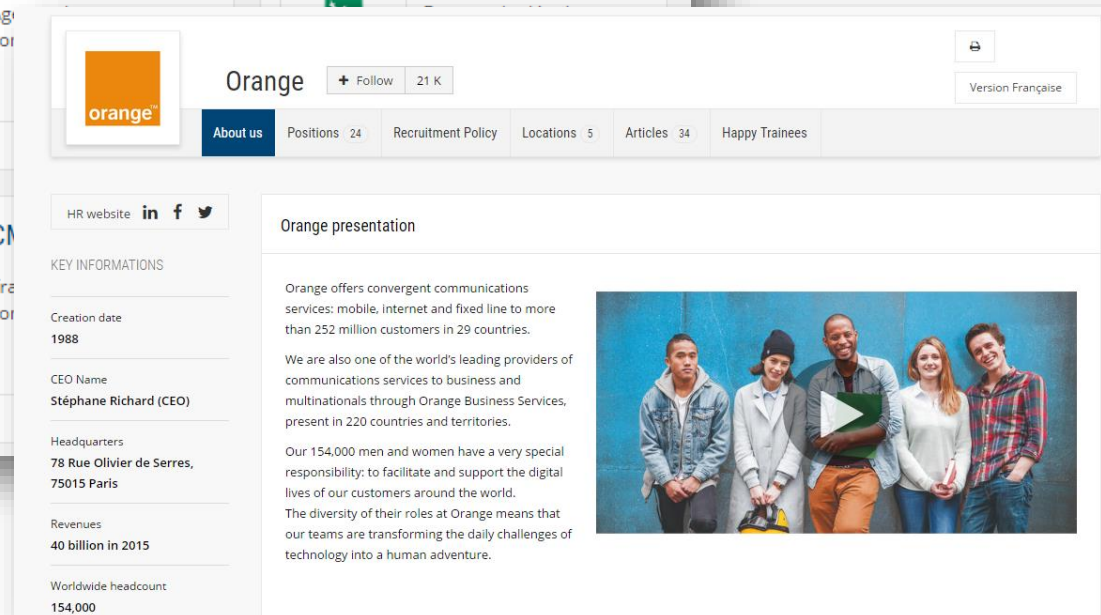 orange™
Orange
+ Follow 21 K
Version Française
About us Positions 24 Recruitment Policy Locations 5 Articles 34 Happy Trainees
HR website in f
KEY INFORMATIONS
Creation date
1988
CEO Name
Stéphane Richard (CEO)
Headquarters
78 Rue Olivier de Serres,
75015 Paris
Revenues
40 billion in 2015
Worldwide headcount
154,000
Orange presentation
Orange offers convergent communications
services: mobile, internet and fixed line to more
than 252 million customers in 29 countries.
We are also one of the world's leading providers of
communications services to business and
multinationals through Orange Business Services,
present in 220 countries and territories.
Our 154,000 men and women have a very special
responsibility: to facilitate and support the digital
lives of our customers around the world.
The diversity of their roles at Orange means that
our teams are transforming the daily challenges of
technology into a human adventure.